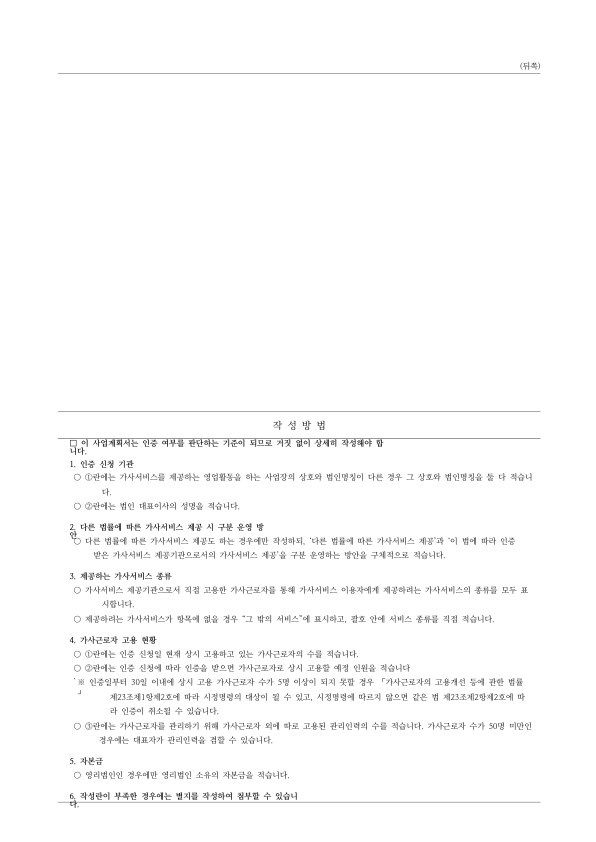 (뒤쪽)
작 성 방 법
□ 이 사업계획서는 인증 여부를 판단하는 기준이 되므로 거짓 없이 상세히 작성해야 합
니다.
1. 인증 신청 기관
○ ①란에는 가사서비스를 제공하는 영업활동을 하는 사업장의 상호와 법인명칭이 다른 경우 그 상호와 법인명칭을 둘 다 적습니
다.
○ ②란에는 법인 대표이사의 성명을 적습니다.
2. 다른 법률에 따른 가사서비스 제공 시 구분 운영 방
안
○ 다른 법률에 따른 가사서비스 제공도 하는 경우에만 작성하되, ‘다른 법률에 따른 가사서비스 제공’과 ‘이 법에 따라 인증
받은 가사서비스 제공기관으로서의 가사서비스 제공’을 구분 운영하는 방안을 구체적으로 적습니다.
3. 제공하는 가사서비스 종류
○ 가사서비스 제공기관으로서 직접 고용한 가사근로자를 통해 가사서비스 이용자에게 제공하려는 가사서비스의 종류를 모두 표
시합니다.
○ 제공하려는 가사서비스가 항목에 없을 경우 “그 밖의 서비스”에 표시하고, 괄호 안에 서비스 종류를 직접 적습니다.
4. 가사근로자 고용 현황
○ ①란에는 인증 신청일 현재 상시 고용하고 있는 가사근로자의 수를 적습니다.
○ ②란에는 인증 신청에 따라 인증을 받으면 가사근로자로 상시 고용할 예정 인원을 적습니다
※ 인증일부터 30일 이내에 상시 고용 가사근로자 수가 5명 이상이 되지 못할 경우 「가사근로자의 고용개선 등에 관한 법률
」 제23조제1항제2호에 따라 시정명령의 대상이 될 수 있고, 시정명령에 따르지 않으면 같은 법 제23조제2항제2호에 따
라 인증이 취소될 수 있습니다.
○ ③란에는 가사근로자를 관리하기 위해 가사근로자 외에 따로 고용된 관리인력의 수를 적습니다. 가사근로자 수가 50명 미만인
경우에는 대표자가 관리인력을 겸할 수 있습니다.
5. 자본금
○ 영리법인인 경우에만 영리법인 소유의 자본금을 적습니다.
6. 작성란이 부족한 경우에는 별지를 작성하여 첨부할 수 있습니
다.